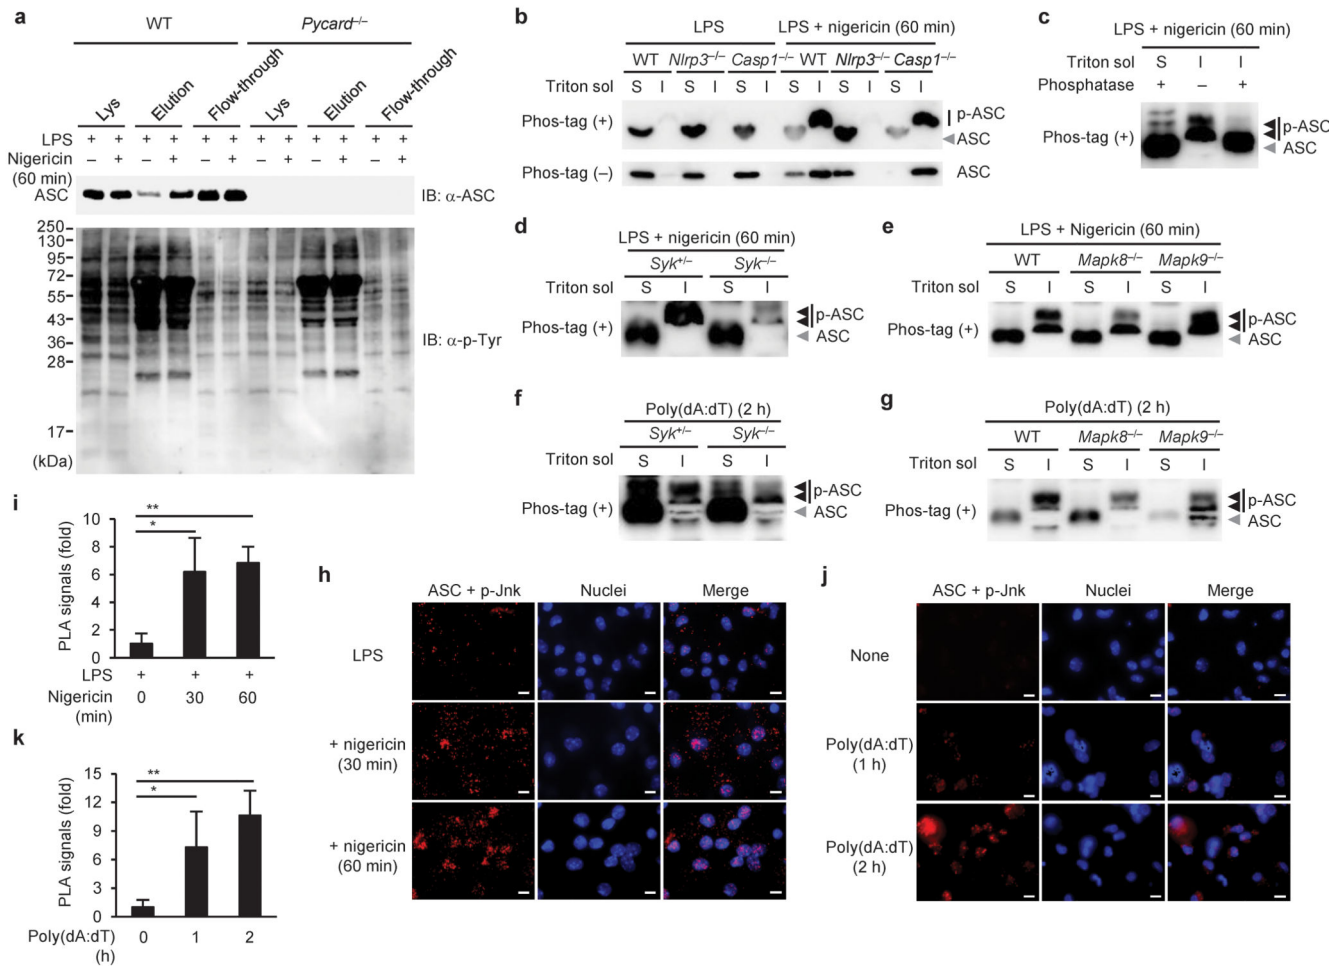 a
WT Pycard–/–
Lys Elution Flow-through Lys Elution Flow-through
LPS + + + + + + + + + + + +
Nigericin (60 min) – + – + – + – + – + – +
ASC
IB: α-ASC
250
130
95
72
55
43
36
28
17
(kDa)
IB: α-p-Tyr
b
LPS LPS + nigericin (60 min)
WT Nlrp3–/– Casp1–/– WT Nlrp3–/– Casp1–/–
Triton sol S I S I S I S I S I S I
Phos-tag (+)
p-ASC
ASC
Phos-tag (–)
ASC
c
LPS + nigericin (60 min)
Triton sol S I I
Phosphatase + – +
Phos-tag (+)
p-ASC
ASC
d
LPS + nigericin (60 min)
Syk+/– Syk–/–
Triton sol S I S I
Phos-tag (+)
p-ASC
ASC
e
LPS + Nigericin (60 min)
WT Mapk8–/– Mapk9–/–
Triton sol S I S I S I
Phos-tag (+)
p-ASC
ASC
f
Poly(dA:dT) (2 h)
Syk+/– Syk–/–
Triton sol S I S I
Phos-tag (+)
p-ASC
ASC
g
Poly(dA:dT) (2 h)
WT Mapk8–/– Mapk9–/–
Triton sol S I S I S I
Phos-tag (+)
p-ASC
ASC
i
PLA signals (fold)
10
8
6
4
2
0
**
*
LPS + + +
Nigericin 0 30 60
(min)
k
PLA signals (fold)
15
12
9
6
3
0
**
*
Poly(dA:dT) 0 1 2
(h)
h
ASC + p-Jnk Nuclei Merge
LPS
+ nigericin
(30 min)
+ nigericin
(60 min)
j
ASC + p-Jnk Nuclei Merge
None
Poly(dA:dT)
(1 h)
Poly(dA:dT)
(2 h)